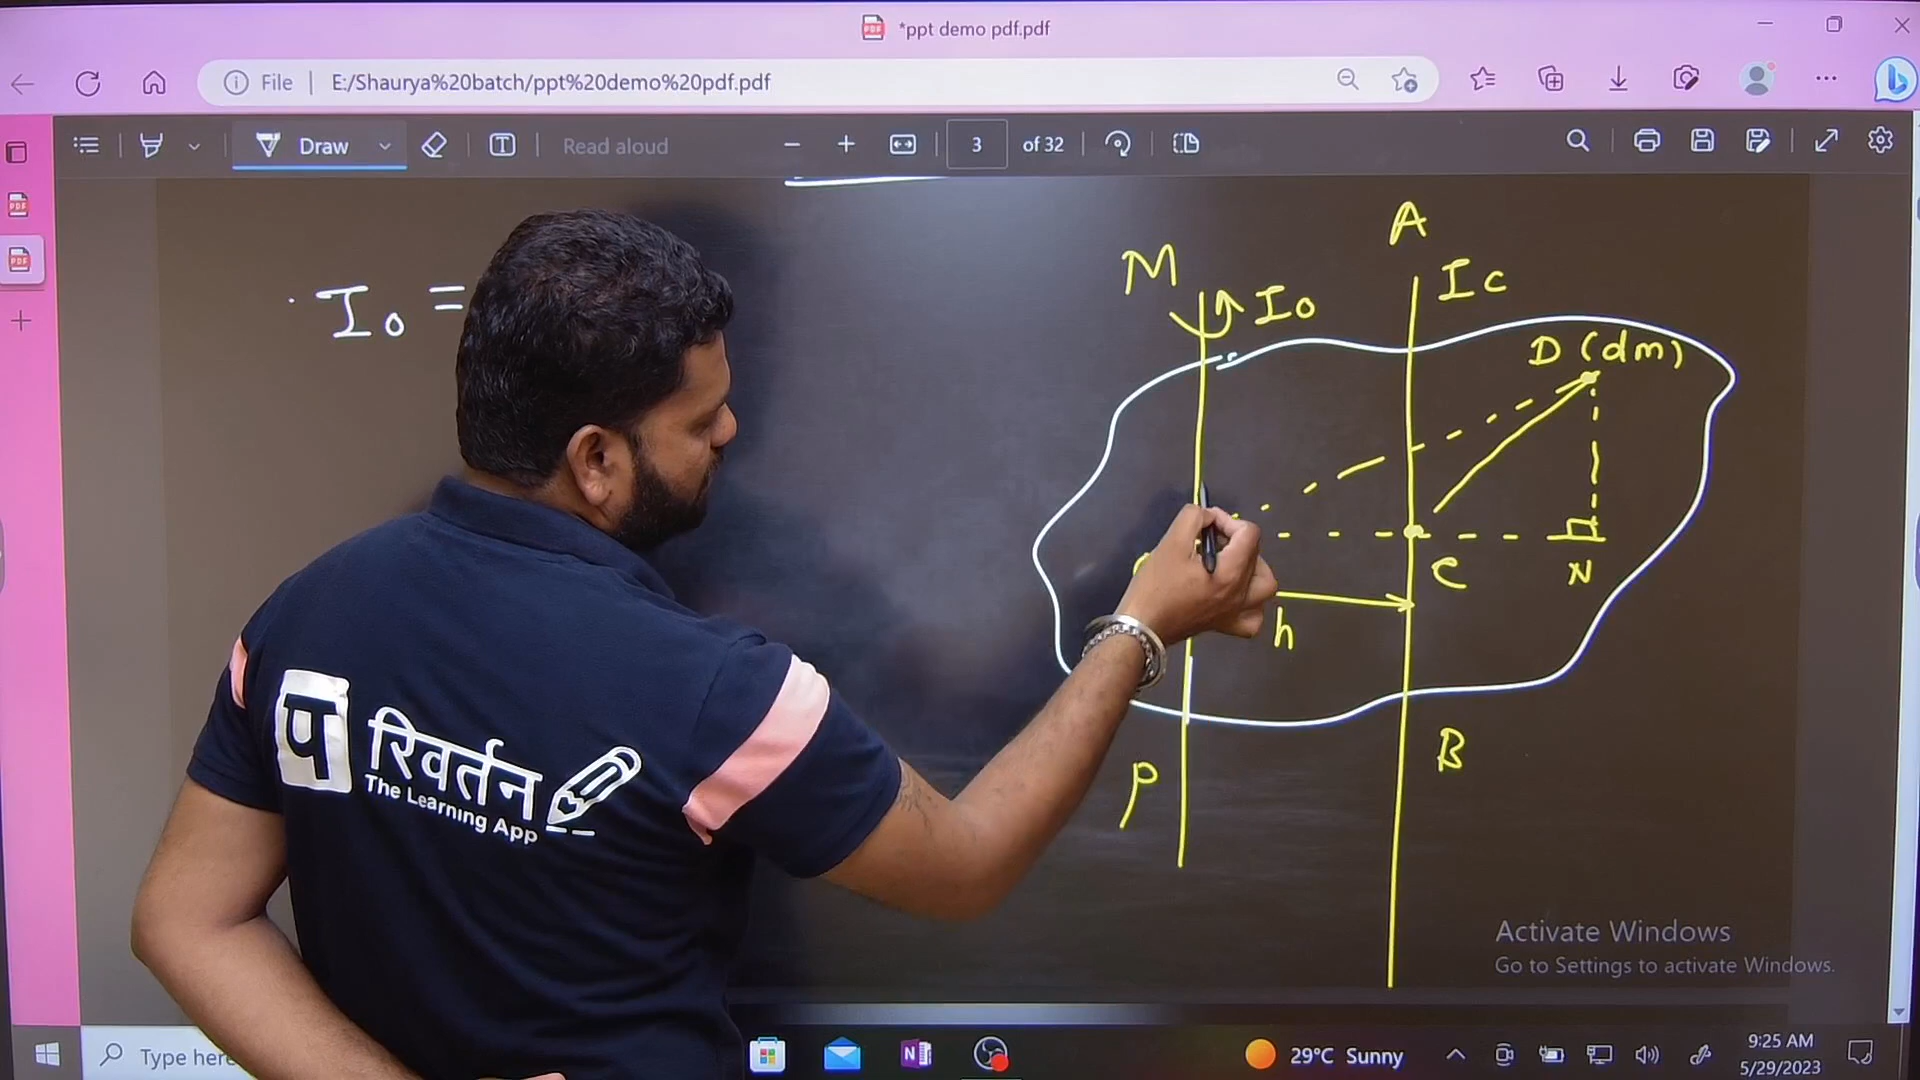 *ppt demo pdf.pdf
File | E:/Shaurya%20batch/ppt%20demo%20pdf.pdf
Draw
Read aloud
3 of 32
I₀ =
M
A
I₀
Ic
D (dm)
C
N
h
P
B
परिवर्तन
The Learning App
Activate Windows
Go to Settings to activate Windows.
Type here
29°C Sunny
9:25 AM
5/29/2023